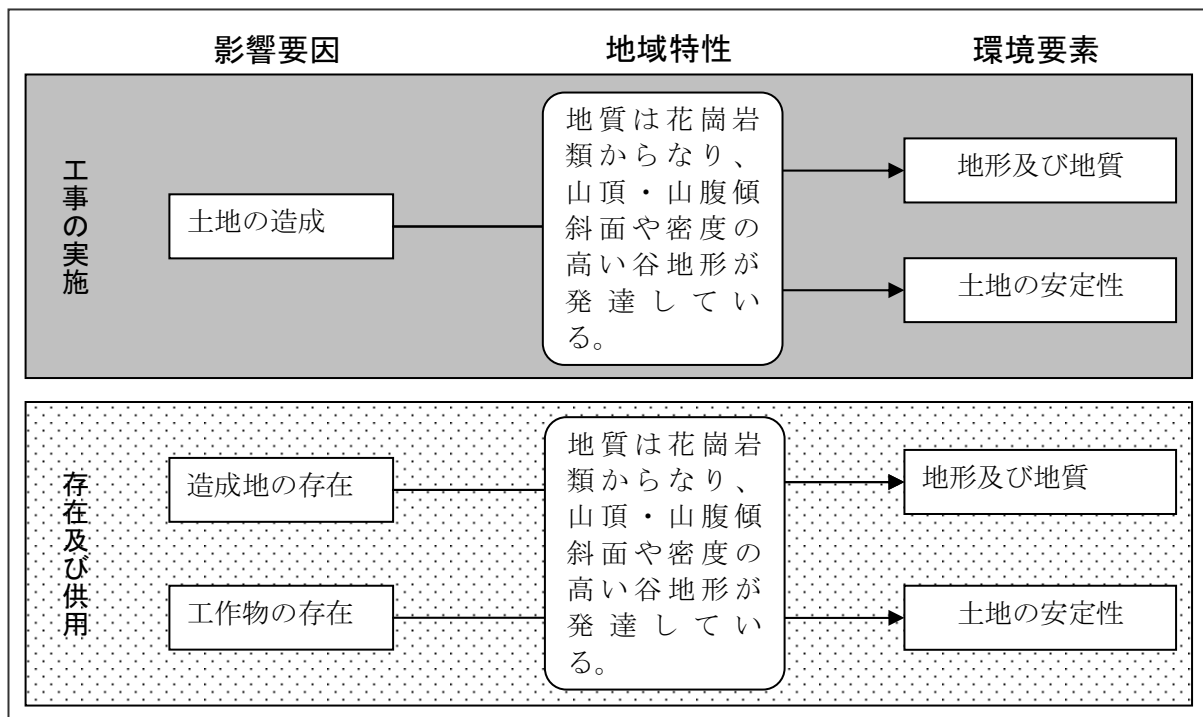 影響要因
地域特性
環境要素
工事の実施
土地の造成
地質は花崗岩
類からなり、
山頂・山腹傾
斜面や密度の
高い谷地形が
発達してい
る。
地形及び地質
土地の安定性
存在及び供用
造成地の存在
工作物の存在
地質は花崗岩
類からなり、
山頂・山腹傾
斜面や密度の
高い谷地形が
発達してい
る。
地形及び地質
土地の安定性